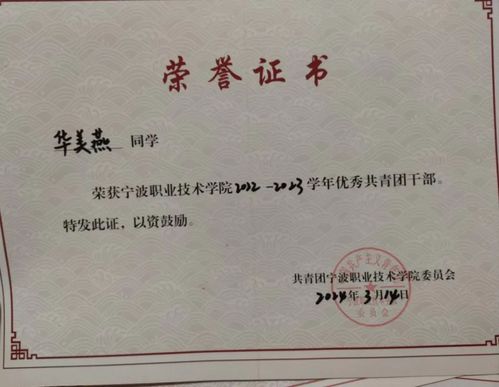 荣誉证书
华美燕 同学
荣获宁波职业技术学院2022-2023学年优秀共青团干部。
特发此证，以资鼓励。
共青团宁波职业技术学院委员会
2024年3月14日
委员会